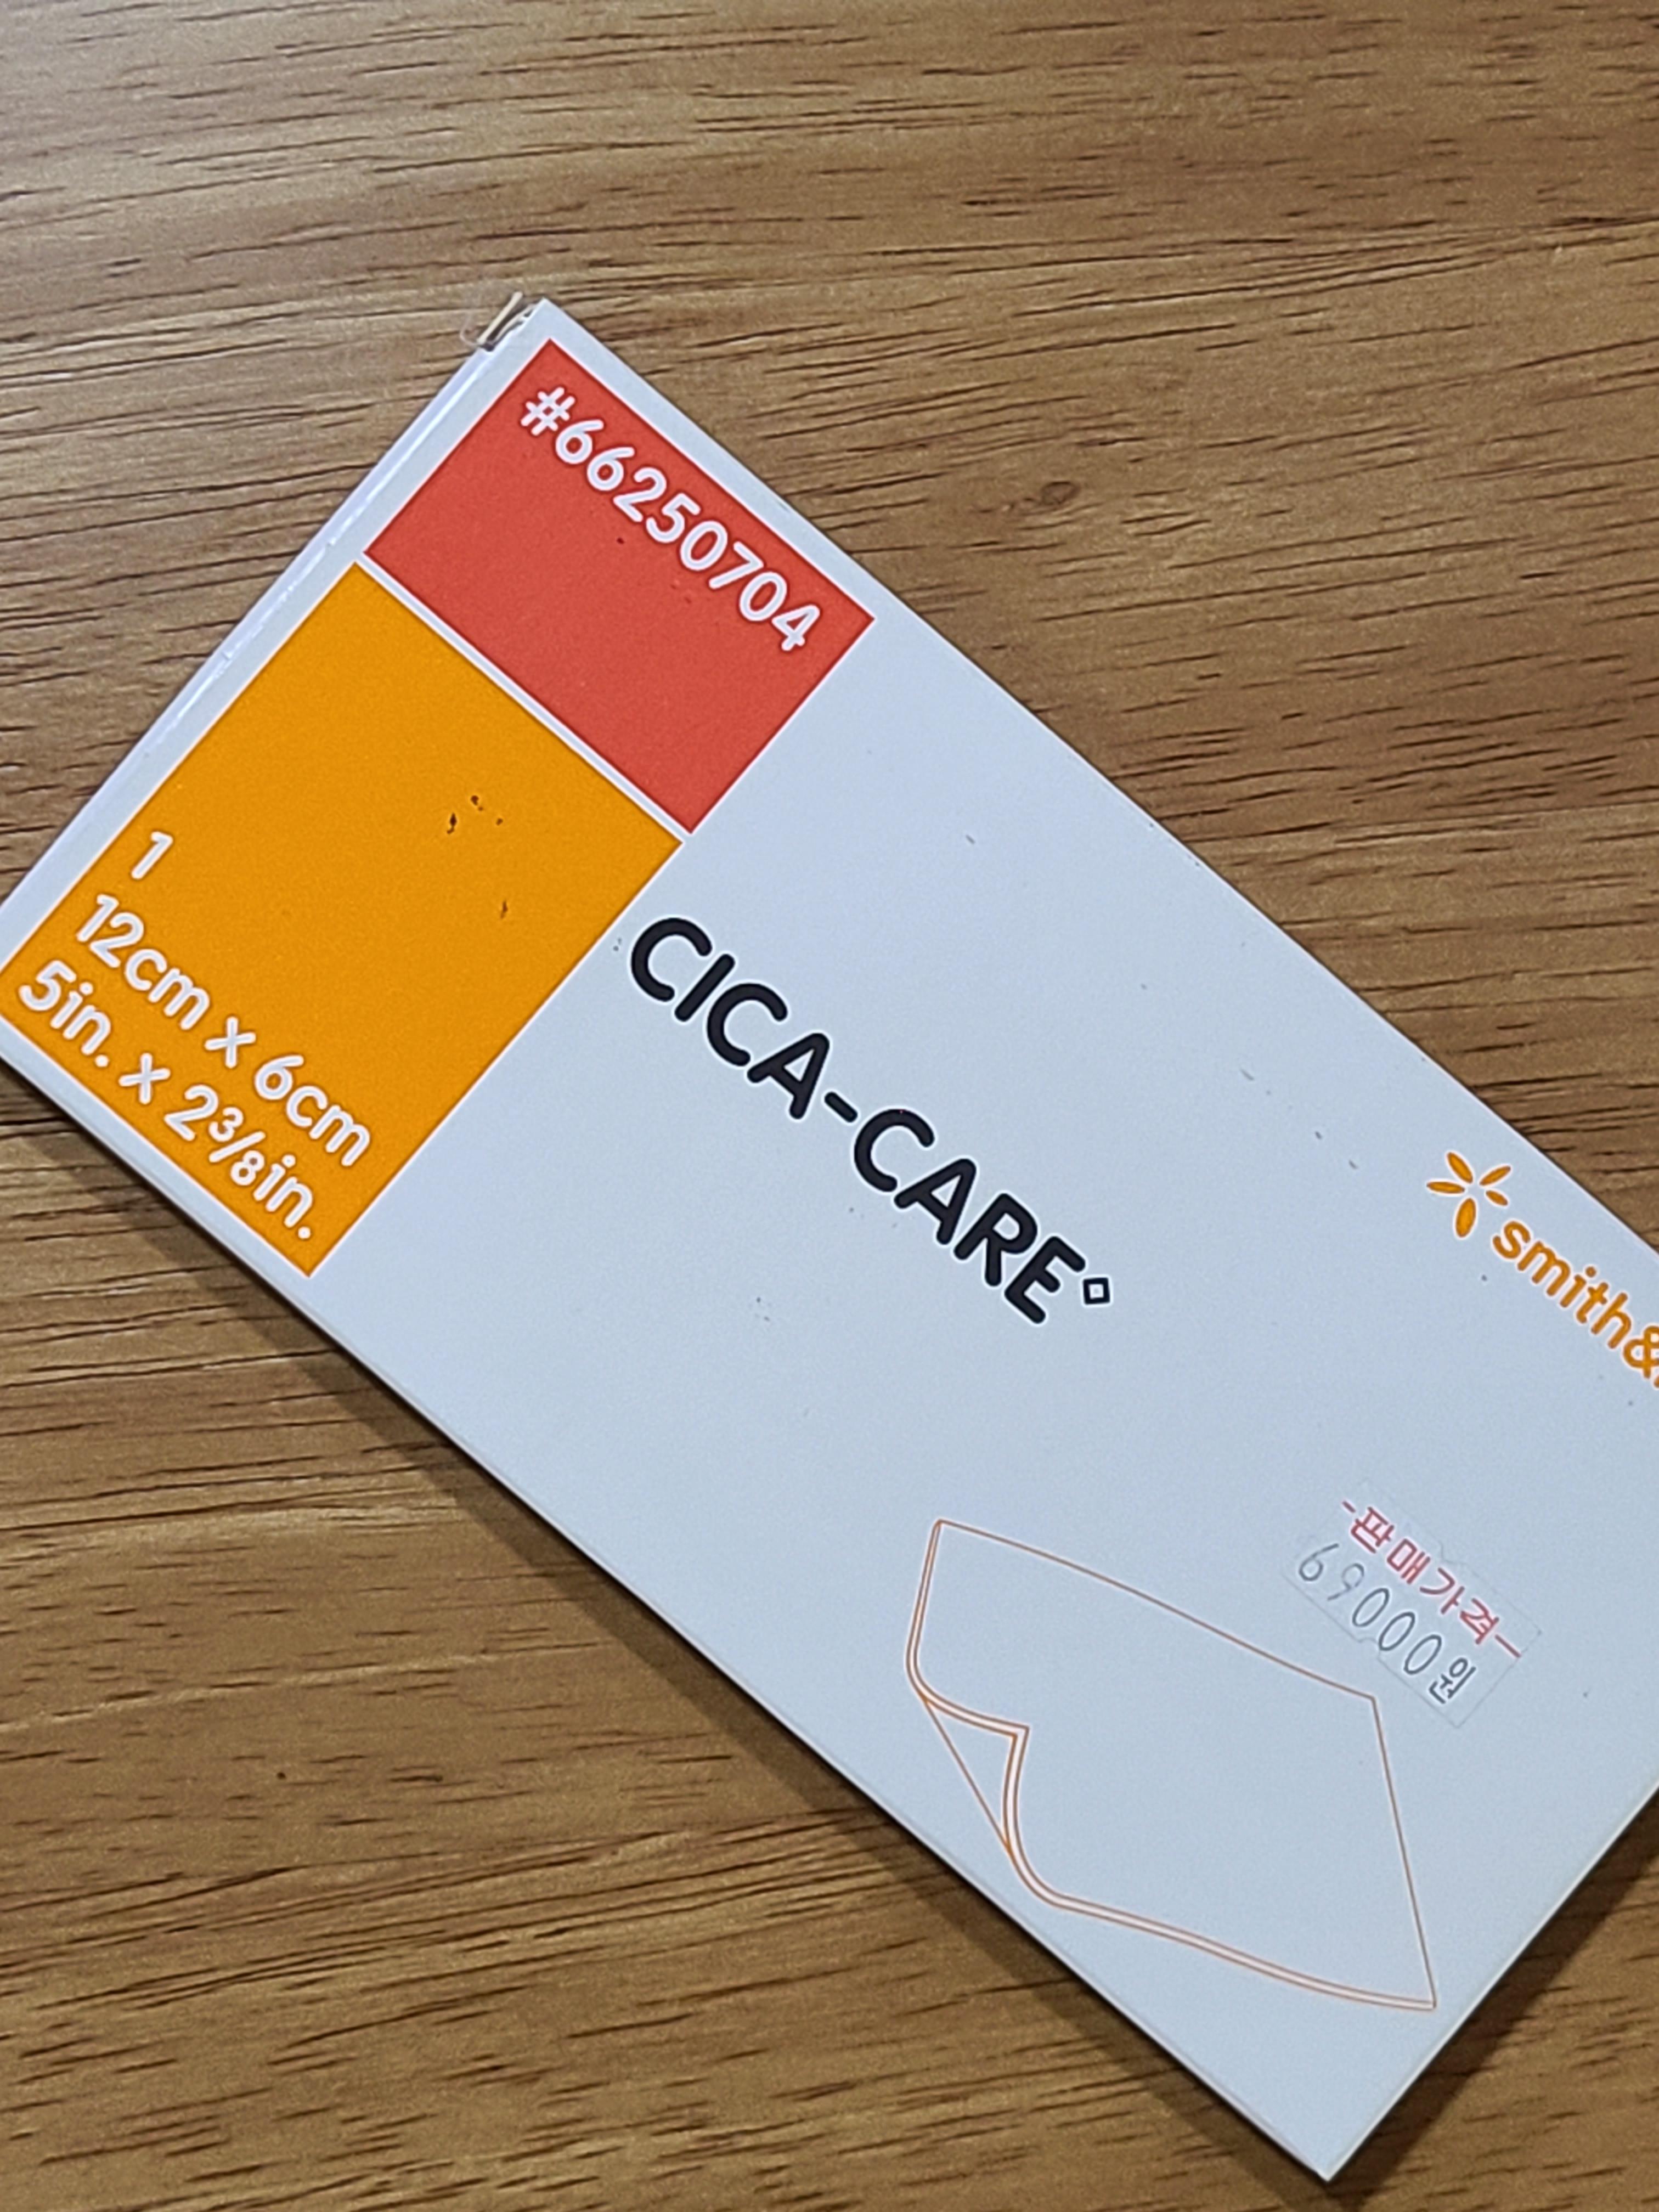 #66250704
1
12cm x 6cm
5in. x 2³/₈in.
CICA-CARE◇
smith&
-판매가격-
69000원